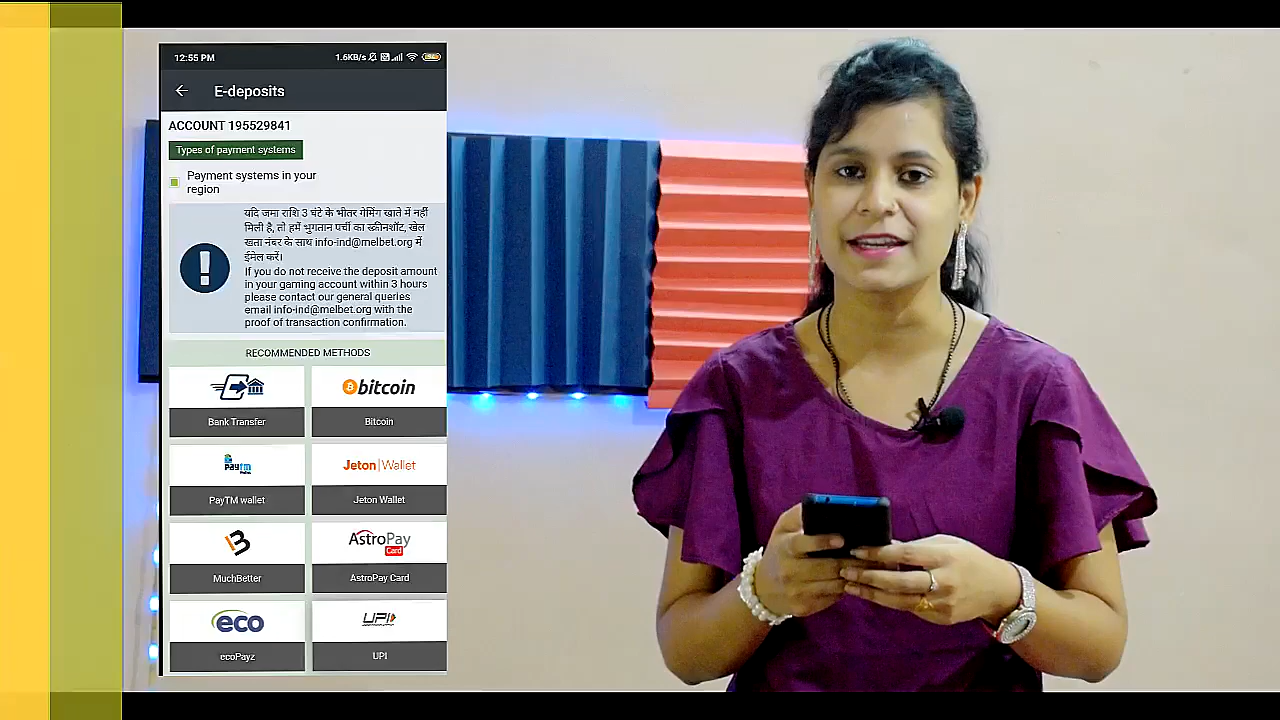 12:55 PM
1.6KB/s
E-deposits
ACCOUNT 195529841
Types of payment systems
Payment systems in your
region
यदि जमा राशि 3 घंटे के भीतर गेमिंग खाते में नहीं
मिली है, तो हमें भुगतान पर्ची का स्क्रीनशॉट, खेल
खता नंबर के साथ info-ind@melbet.org में
ईमेल करें।
If you do not receive the deposit amount
in your gaming account within 3 hours
please contact our general queries
email info-ind@melbet.org with the
proof of transaction confirmation.
RECOMMENDED METHODS
bitcoin
Bank Transfer
Bitcoin
Paytm
Jeton Wallet
PayTM wallet
Jeton Wallet
AstroPay
Card
MuchBetter
AstroPay Card
eco
UPI
ecoPayz
UPI